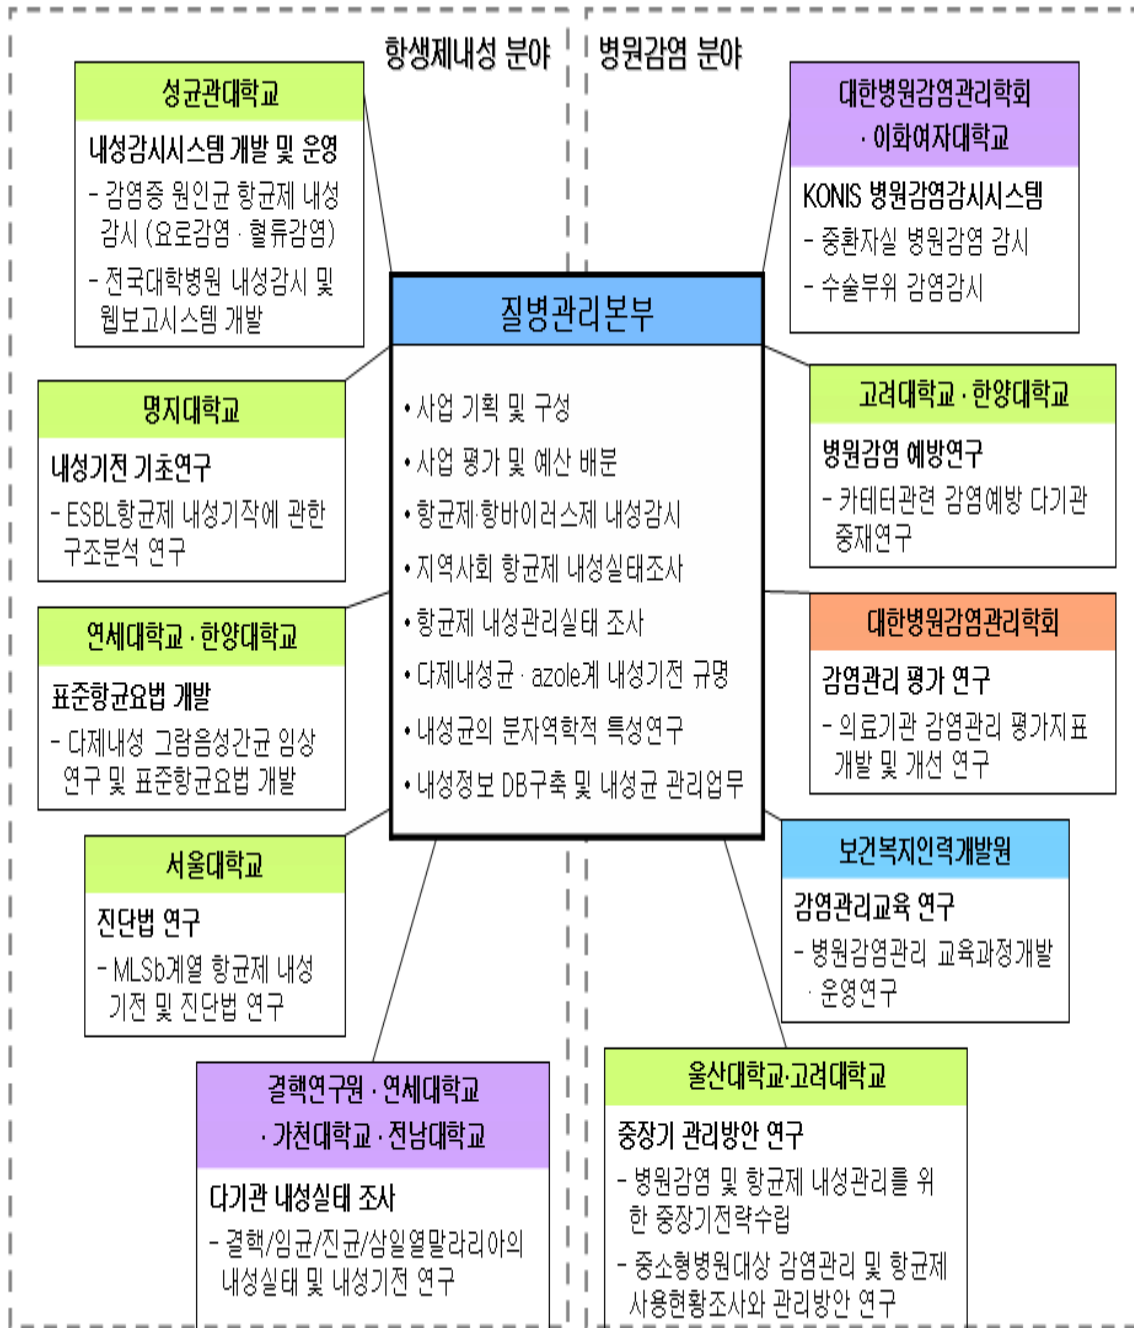 항생제내성 분야
병원감염 분야
성균관대학교
내성감시시스템 개발 및 운영
- 감염증 원인균 항균제 내성
감시 (요로감염 · 혈류감염)
- 전국대학병원 내성감시 및
웹보고시스템 개발
명지대학교
내성기전 기초연구
- ESBL항균제 내성기작에 관한
구조분석 연구
연세대학교 · 한양대학교
표준항균요법 개발
- 다제내성 그람음성간균 임상
연구 및 표준항균요법 개발
서울대학교
진단법 연구
- MLSb계열 항균제 내성
기전 및 진단법 연구
결핵연구원 · 연세대학교
· 가천대학교 · 전남대학교
다기관 내성실태 조사
- 결핵/임균/진균/삼일열말라리아의
내성실태 및 내성기전 연구
질병관리본부
• 사업 기획 및 구성
• 사업 평가 및 예산 배분
• 항균제·항바이러스제 내성감시
• 지역사회 항균제 내성실태조사
• 항균제 내성관리실태 조사
• 다제내성균 · azole계 내성기전 규명
• 내성균의 분자역학적 특성연구
• 내성정보 DB구축 및 내성균 관리업무
대한병원감염관리학회
· 이화여자대학교
KONIS 병원감염감시시스템
- 중환자실 병원감염 감시
- 수술부위 감염감시
고려대학교 · 한양대학교
병원감염 예방연구
- 카테터관련 감염예방 다기관
중재연구
대한병원감염관리학회
감염관리 평가 연구
- 의료기관 감염관리 평가지표
개발 및 개선 연구
보건복지인력개발원
감염관리교육 연구
- 병원감염관리 교육과정개발
· 운영연구
울산대학교·고려대학교
중장기 관리방안 연구
- 병원감염 및 항균제 내성관리를 위
한 중장기전략수립
- 중소형병원대상 감염관리 및 항균제
사용현황조사와 관리방안 연구